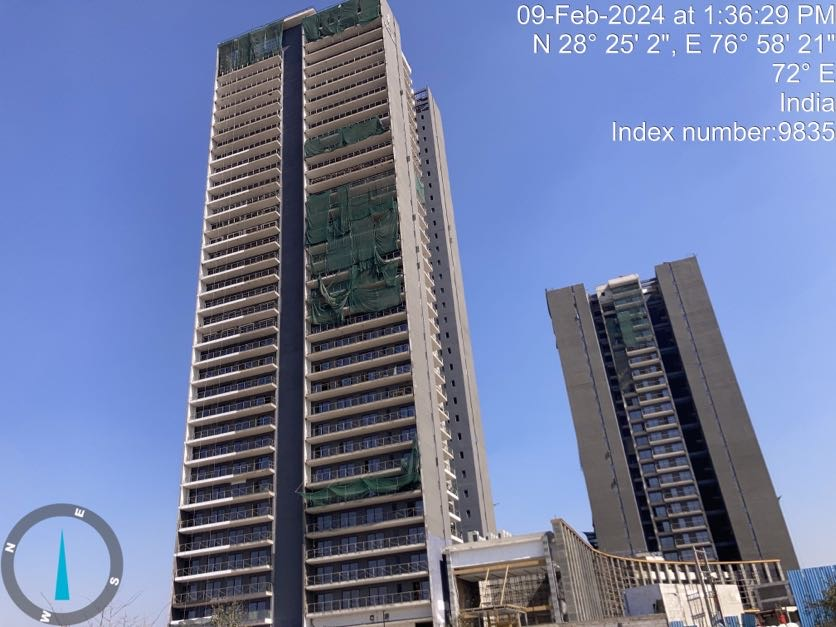 09-Feb-2024 at 1:36:29 PM
N 28° 25' 2", E 76° 58' 21"
72° E
India
Index number:9835
N
E
W
S